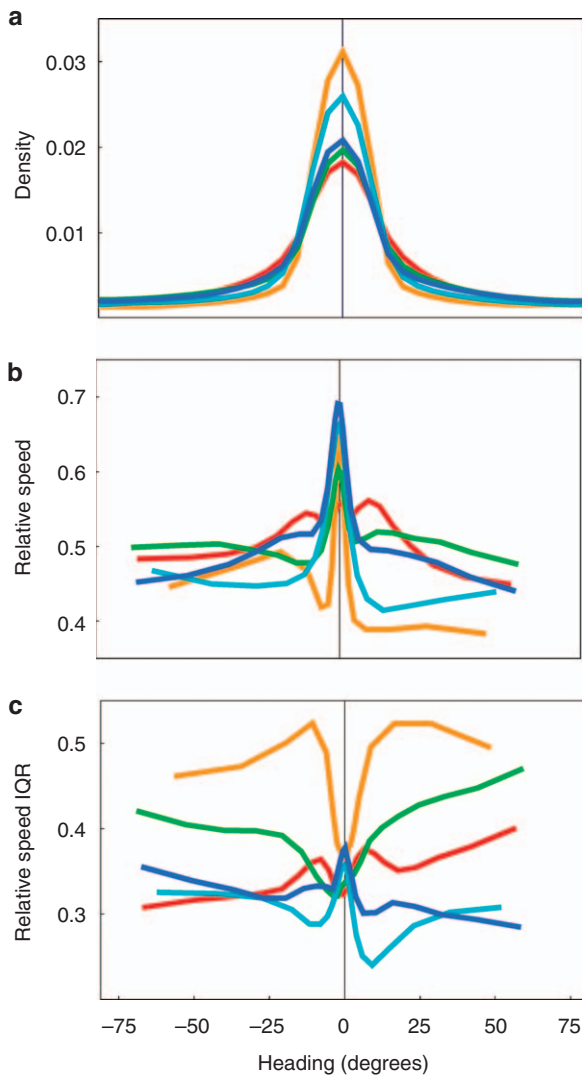 a
0.03
0.02
0.01
Density
b
0.7
0.6
0.5
0.4
Relative speed
c
0.5
0.4
0.3
Relative speed IQR
−75 −50 −25 0 25 50 75
Heading (degrees)